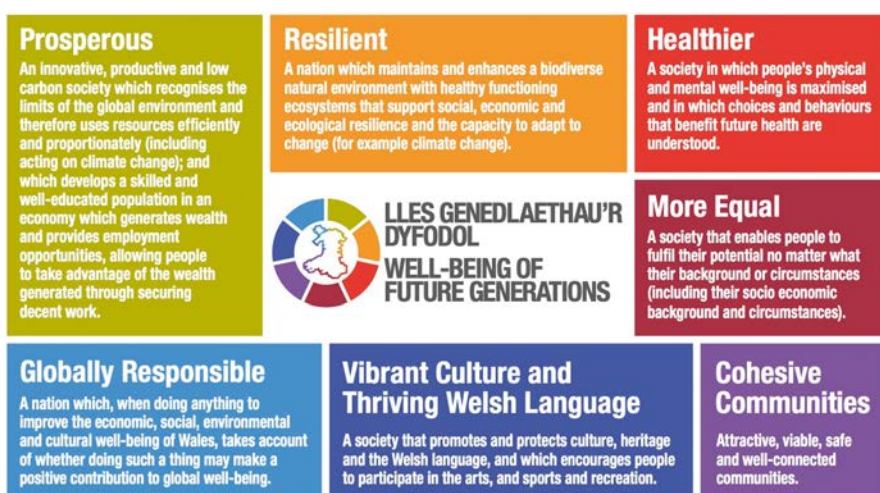 Prosperous
An innovative, productive and low
carbon society which recognises the
limits of the global environment and
therefore uses resources efficiently
and proportionately (including
acting on climate change); and
which develops a skilled and
well-educated population in an
economy which generates wealth
and provides employment
opportunities, allowing people
to take advantage of the wealth
generated through securing
decent work.
Resilient
A nation which maintains and enhances a biodiverse
natural environment with healthy functioning
ecosystems that support social, economic and
ecological resilience and the capacity to adapt to
change (for example climate change).
Healthier
A society in which people's physical
and mental well-being is maximised
and in which choices and behaviours
that benefit future health are
understood.
LLES GENEDLAETHAU'R
DYFODOL
WELL-BEING OF
FUTURE GENERATIONS
More Equal
A society that enables people to
fulfil their potential no matter what
their background or circumstances
(including their socio economic
background and circumstances).
Globally Responsible
A nation which, when doing anything to
improve the economic, social, environmental
and cultural well-being of Wales, takes account
of whether doing such a thing may make a
positive contribution to global well-being.
Vibrant Culture and
Thriving Welsh Language
A society that promotes and protects culture, heritage
and the Welsh language, and which encourages people
to participate in the arts, and sports and recreation.
Cohesive
Communities
Attractive, viable, safe
and well-connected
communities.